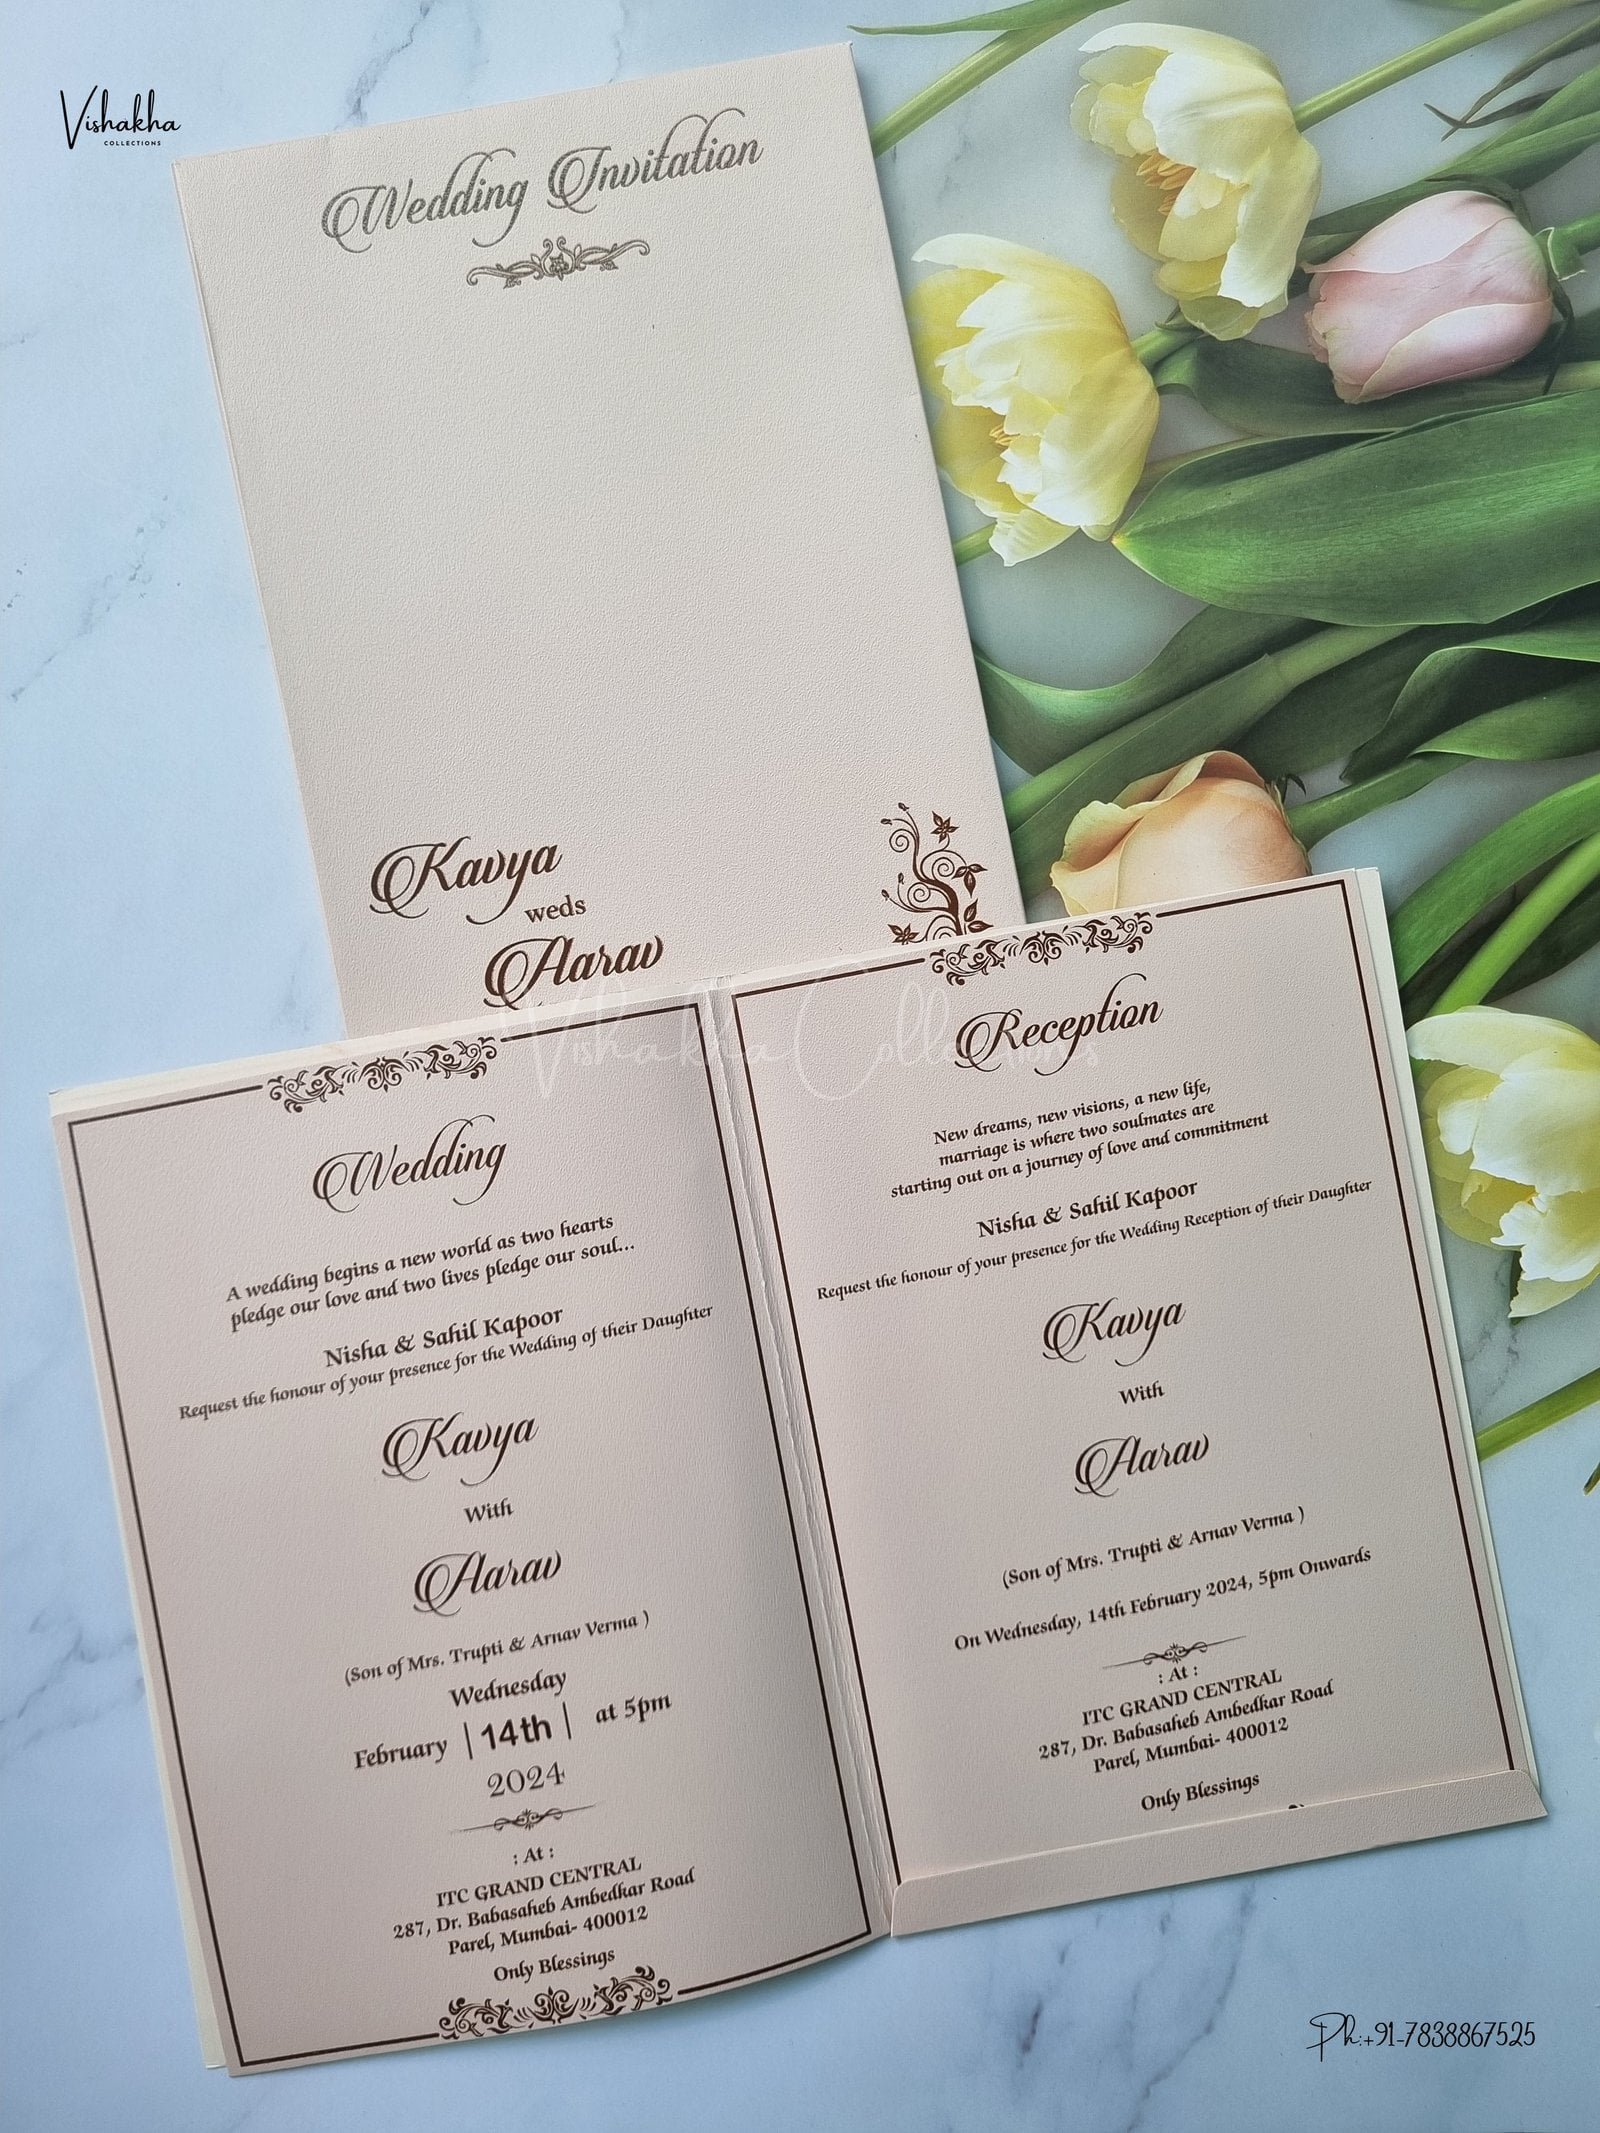 Vishakha
COLLECTIONS
Wedding Invitation
Kavya
weds
Aarav
Vishakha Collections
Wedding
A wedding begins a new world as two hearts
pledge our love and two lives pledge our soul...
Nisha & Sahil Kapoor
Request the honour of your presence for the Wedding of their Daughter
Kavya
With
Aarav
(Son of Mrs. Trupti & Arnav Verma )
Wednesday
February | 14th | at 5pm
2024
: At :
ITC GRAND CENTRAL
287, Dr. Babasaheb Ambedkar Road
Parel, Mumbai- 400012
Only Blessings
Reception
New dreams, new visions, a new life,
marriage is where two soulmates are
starting out on a journey of love and commitment
Nisha & Sahil Kapoor
Request the honour of your presence for the Wedding Reception of their Daughter
Kavya
With
Aarav
(Son of Mrs. Trupti & Arnav Verma )
On Wednesday, 14th February 2024, 5pm Onwards
: At :
ITC GRAND CENTRAL
287, Dr. Babasaheb Ambedkar Road
Parel, Mumbai- 400012
Only Blessings
Ph:+91-7838867525